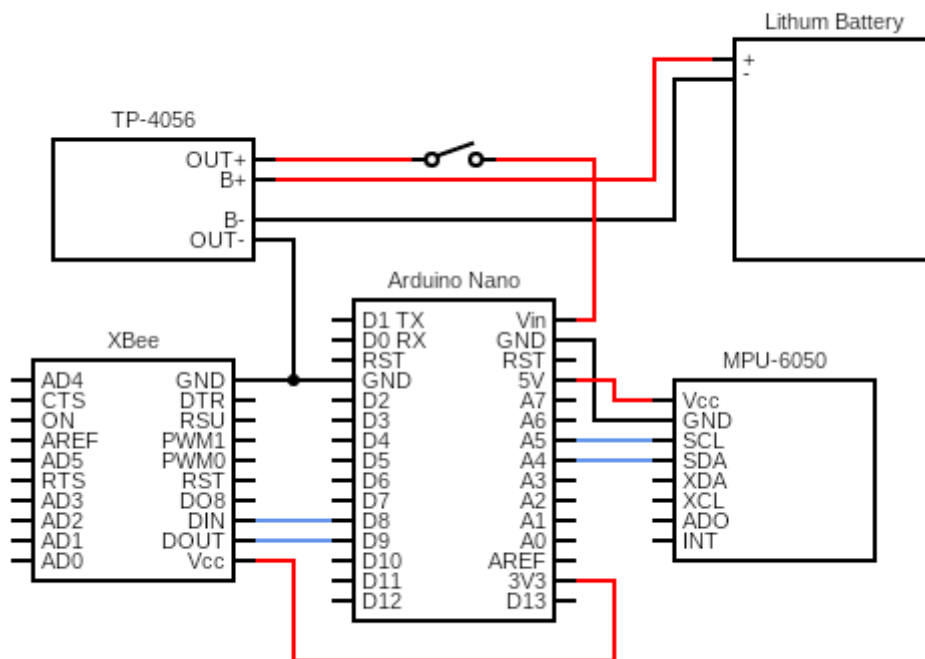 Lithum Battery
+
-
TP-4056
OUT+
B+
B-
OUT-
Arduino Nano
D1 TX
D0 RX
RST
GND
D2
D3
D4
D5
D6
D7
D8
D9
D10
D11
D12
Vin
GND
RST
5V
A7
A6
A5
A4
A3
A2
A1
A0
AREF
3V3
D13
XBee
AD4
CTS
ON
AREF
AD5
RTS
AD3
AD2
AD1
AD0
GND
DTR
RSU
PWM1
PWM0
RST
DO8
DIN
DOUT
Vcc
MPU-6050
Vcc
GND
SCL
SDA
XDA
XCL
ADO
INT